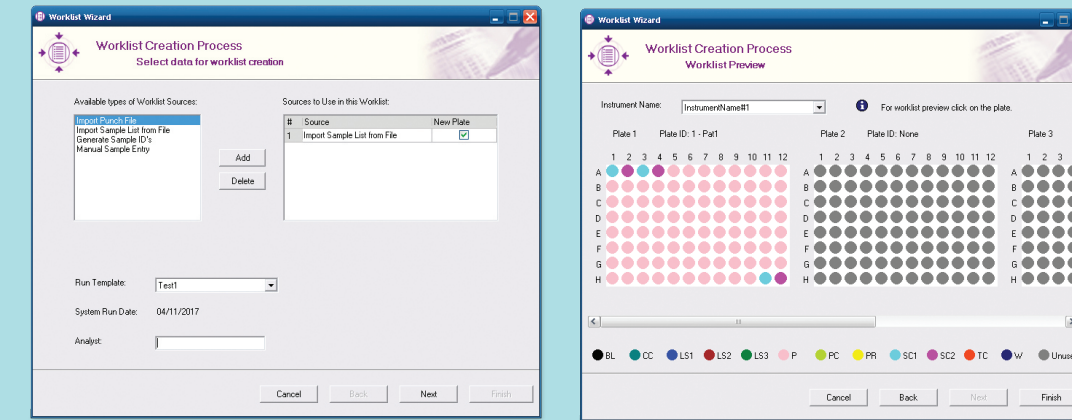 Worklist Wizard
Worklist Creation Process
Select data for worklist creation
Available types of Worklist Sources:
Import Punch File
Import Sample List from File
Generate Sample ID's
Manual Sample Entry
Add
Delete
Sources to Use in this Worklist:
# Source New Plate
1 Import Sample List from File
Run Template: Test1
System Run Date: 04/11/2017
Analyst:
Cancel Back Next Finish
Worklist Wizard
Worklist Creation Process
Worklist Preview
Instrument Name: InstrumentName#1 For worklist preview click on the plate.
Plate 1 Plate ID: 1 - Pat1
1 2 3 4 5 6 7 8 9 10 11 12
A
B
C
D
E
F
G
H
Plate 2 Plate ID: None
1 2 3 4 5 6 7 8 9 10 11 12
A
B
C
D
E
F
G
H
Plate 3
1 2 3
A
B
C
D
E
F
G
H
BL CC LS1 LS2 LS3 P PC PR SC1 SC2 TC W Unuse
Cancel Back Next Finish